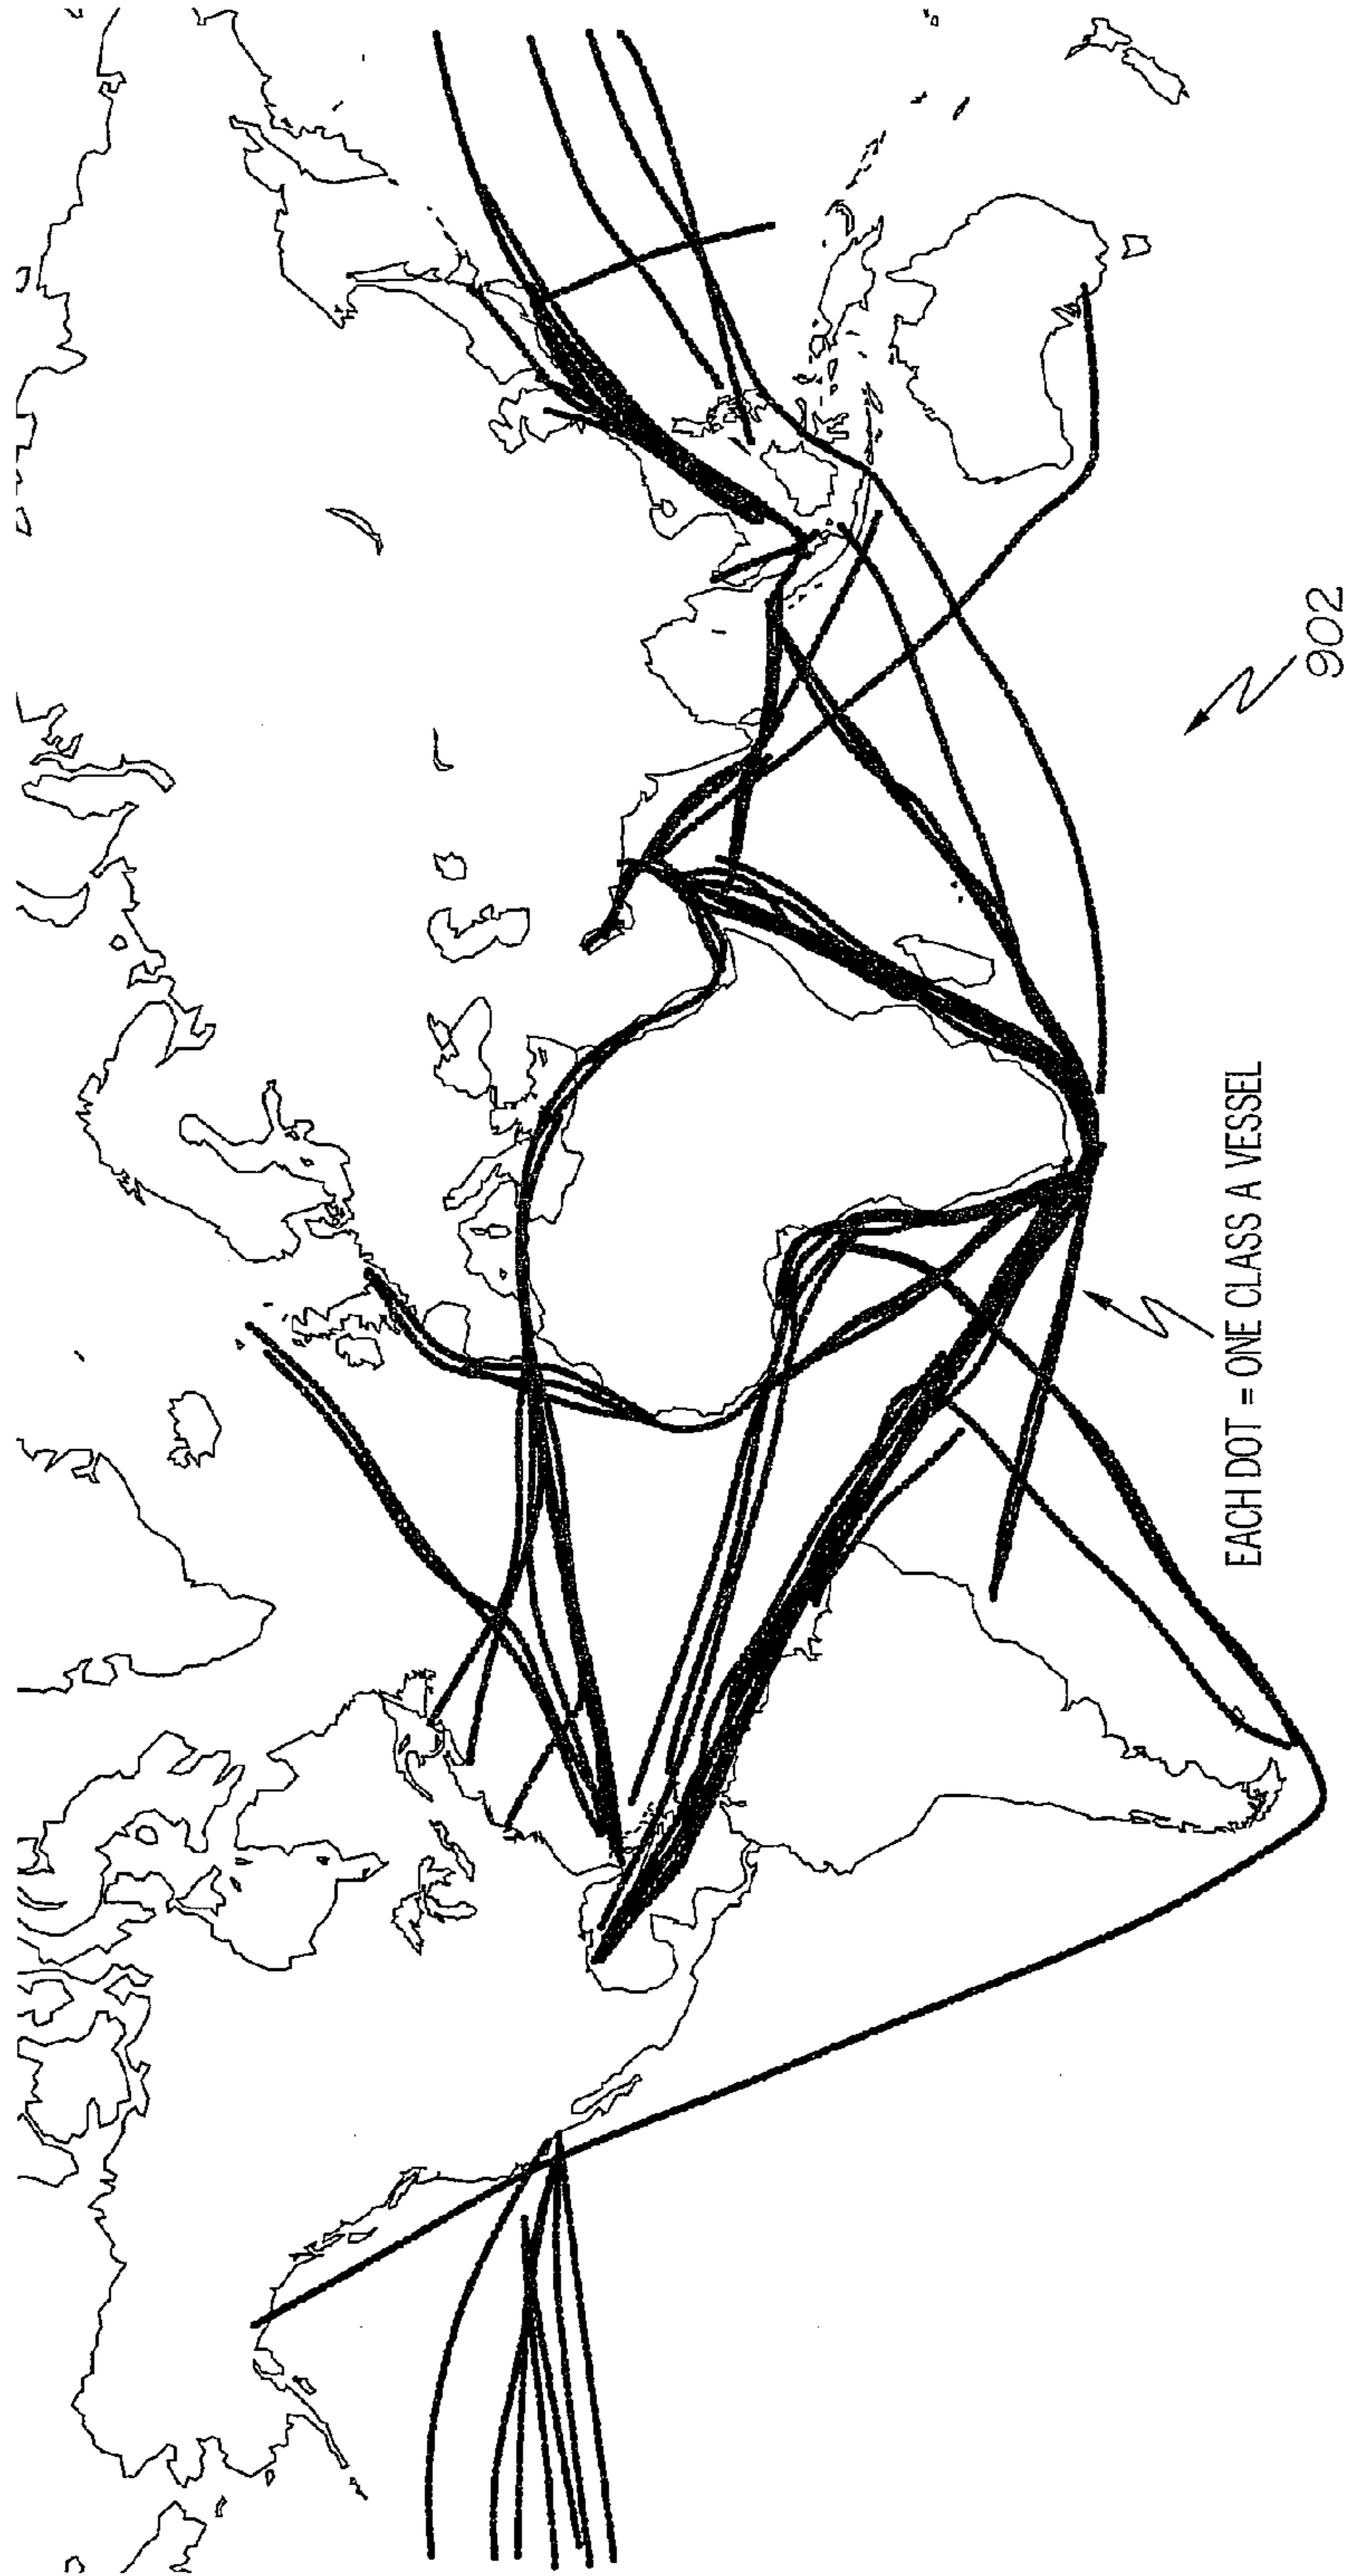 EACH DOT = ONE CLASS A VESSEL
902